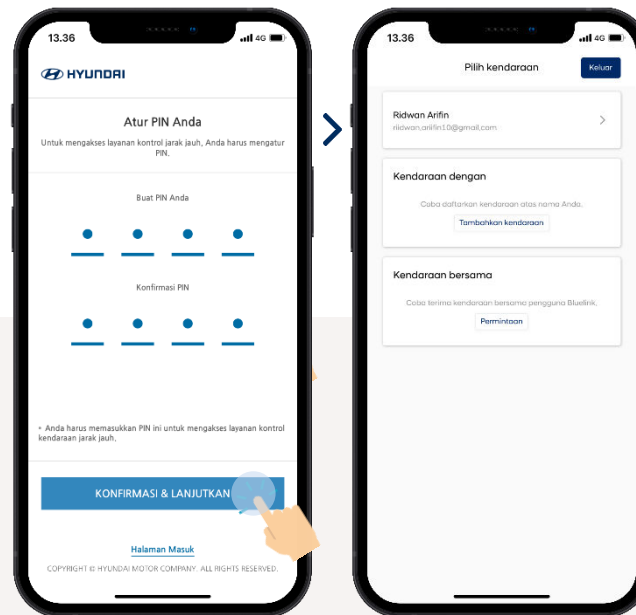 13.36
4G
HYUNDAI
Atur PIN Anda
Untuk mengakses layanan kontrol jarak jauh, Anda harus mengatur
PIN.
Buat PIN Anda
Konfirmasi PIN
* Anda harus memasukkan PIN ini untuk mengakses layanan kontrol
kendaraan jarak jauh.
KONFIRMASI & LANJUTKAN
Halaman Masuk
COPYRIGHT © HYUNDAI MOTOR COMPANY. ALL RIGHTS RESERVED.
13.36
4G
Pilih kendaraan
Keluar
Ridwan Arifin
riidwan.ariifin10@gmail.com
Kendaraan dengan
Coba daftarkan kendaraan atas nama Anda.
Tambahkan kendaraan
Kendaraan bersama
Coba terima kendaraan bersama pengguna Bluelink.
Permintaan